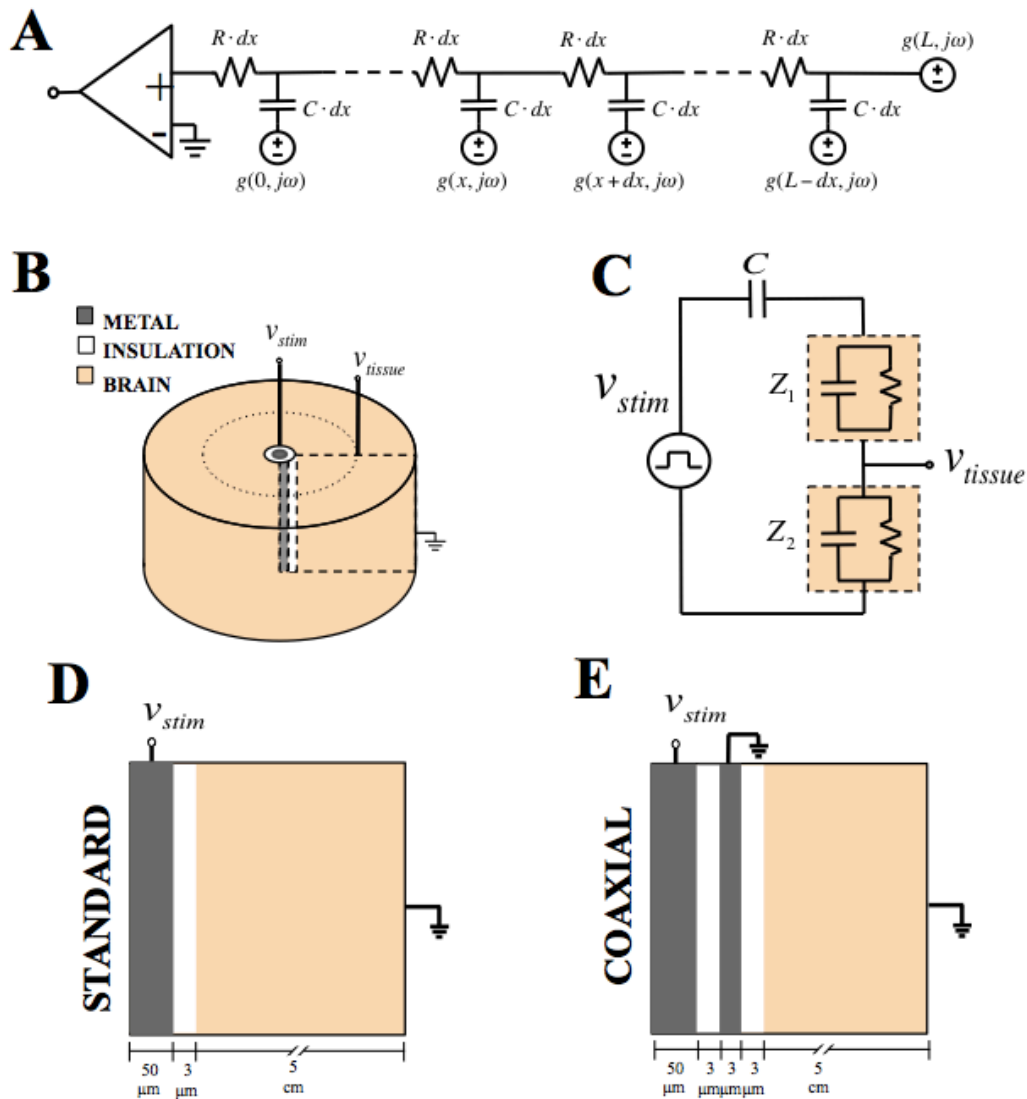 A
R · dx
R · dx
R · dx
R · dx
g(L, jω)
+
-
C · dx
C · dx
C · dx
C · dx
g(0, jω)
g(x, jω)
g(x + dx, jω)
g(L – dx, jω)
B
METAL
INSULATION
BRAIN
v_stim
v_tissue
C
C
v_stim
Z_1
v_tissue
Z_2
D
v_stim
STANDARD
50 μm
3 μm
5 cm
E
v_stim
COAXIAL
50 μm
3 μm
3 μm
3 μm
5 cm